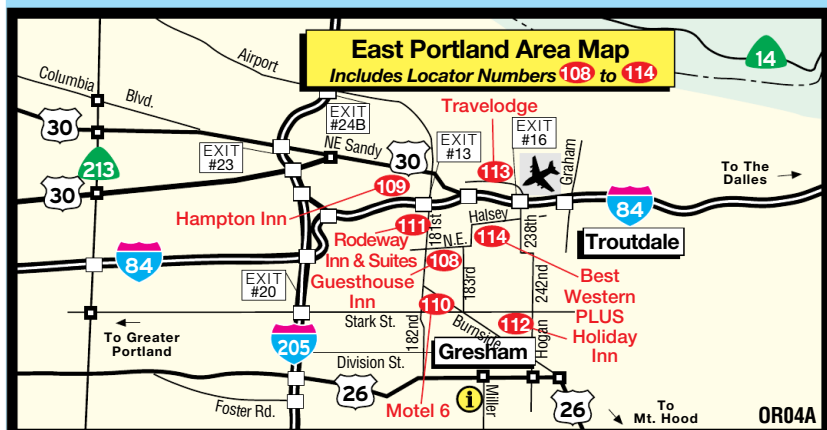 East Portland Area Map
Includes Locator Numbers 108 to 114
14
Airport
Columbia
Blvd.
30
EXIT
#24B
Travelodge
EXIT
#13
EXIT
#16
Graham
213
EXIT
#23
NE Sandy
30
113
To The
Dalles
30
109
Hampton Inn
84
111
181st
Halsey
238th
Troutdale
Rodeway
Inn & Suites
N.E.
114
84
108
Guesthouse
Inn
183rd
242nd
Best
Western
PLUS
Holiday
Inn
EXIT
#20
110
Stark St.
182nd
Burnside
112
Hogan
To Greater
Portland
205
Division St.
Gresham
26
Foster Rd.
Motel 6
i
Miller
26
To
Mt. Hood
OR04A